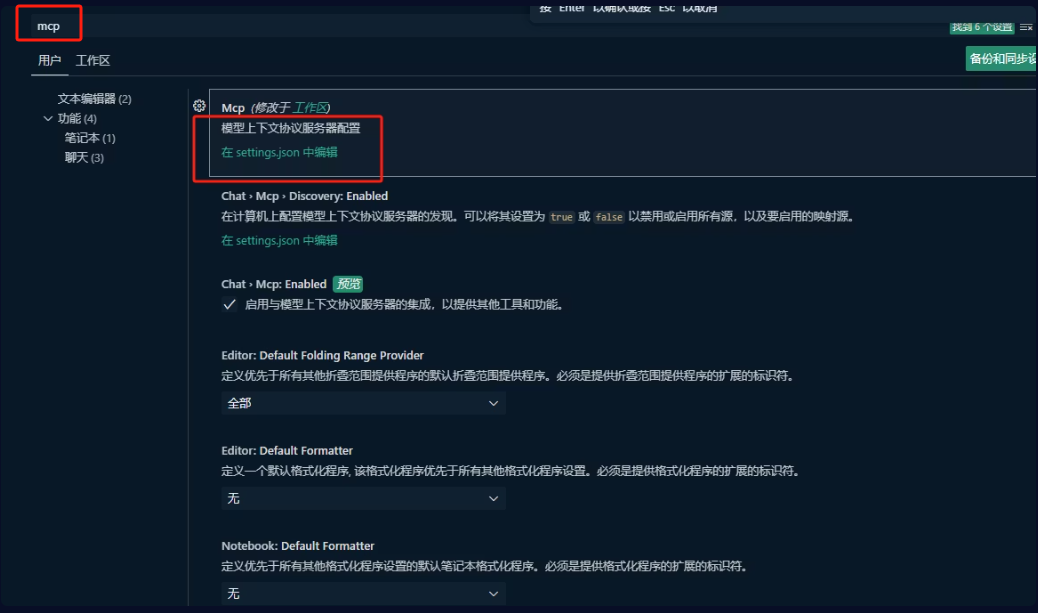 按 Enter 以确认或按 Esc 以取消
mcp
找到 6 个设置
用户 工作区
备份和同步设
文本编辑器 (2)
功能 (4)
笔记本 (1)
聊天 (3)
Mcp (修改于 工作区)
模型上下文协议服务器配置
在 settings.json 中编辑
Chat › Mcp › Discovery: Enabled
在计算机上配置模型上下文协议服务器的发现。可以将其设置为 true 或 false 以禁用或启用所有源，以及要启用的映射源。
在 settings.json 中编辑
Chat › Mcp: Enabled 预览
启用与模型上下文协议服务器的集成，以提供其他工具和功能。
Editor: Default Folding Range Provider
定义优先于所有其他折叠范围提供程序的默认折叠范围提供程序。必须是提供折叠范围提供程序的扩展的标识符。
全部
Editor: Default Formatter
定义一个默认格式化程序, 该格式化程序优先于所有其他格式化程序设置。必须是提供格式化程序的扩展的标识符。
无
Notebook: Default Formatter
定义优先于所有其他格式化程序设置的默认笔记本格式化程序。必须是提供格式化程序的扩展的标识符。
无